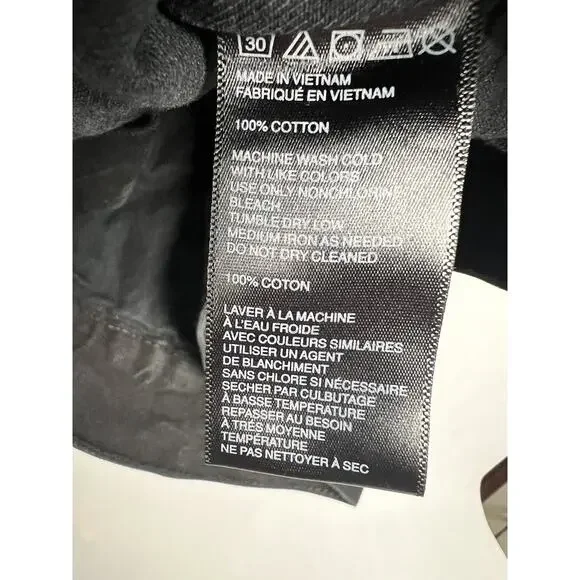 30
MADE IN VIETNAM
FABRIQUÉ EN VIETNAM
100% COTTON
MACHINE WASH COLD
WITH LIKE COLORS
USE ONLY NONCHLORINE
BLEACH
TUMBLE DRY LOW
MEDIUM IRON AS NEEDED
DO NOT DRY CLEANED
100% COTON
LAVER À LA MACHINE
À L'EAU FROIDE
AVEC COULEURS SIMILAIRES
UTILISER UN AGENT
DE BLANCHIMENT
SANS CHLORE SI NÉCESSAIRE
SECHER PAR CULBUTAGE
À BASSE TEMPÉRATURE
REPASSER AU BESOIN
À TRÈS MOYENNE
TEMPÉRATURE
NE PAS NETTOYER À SEC